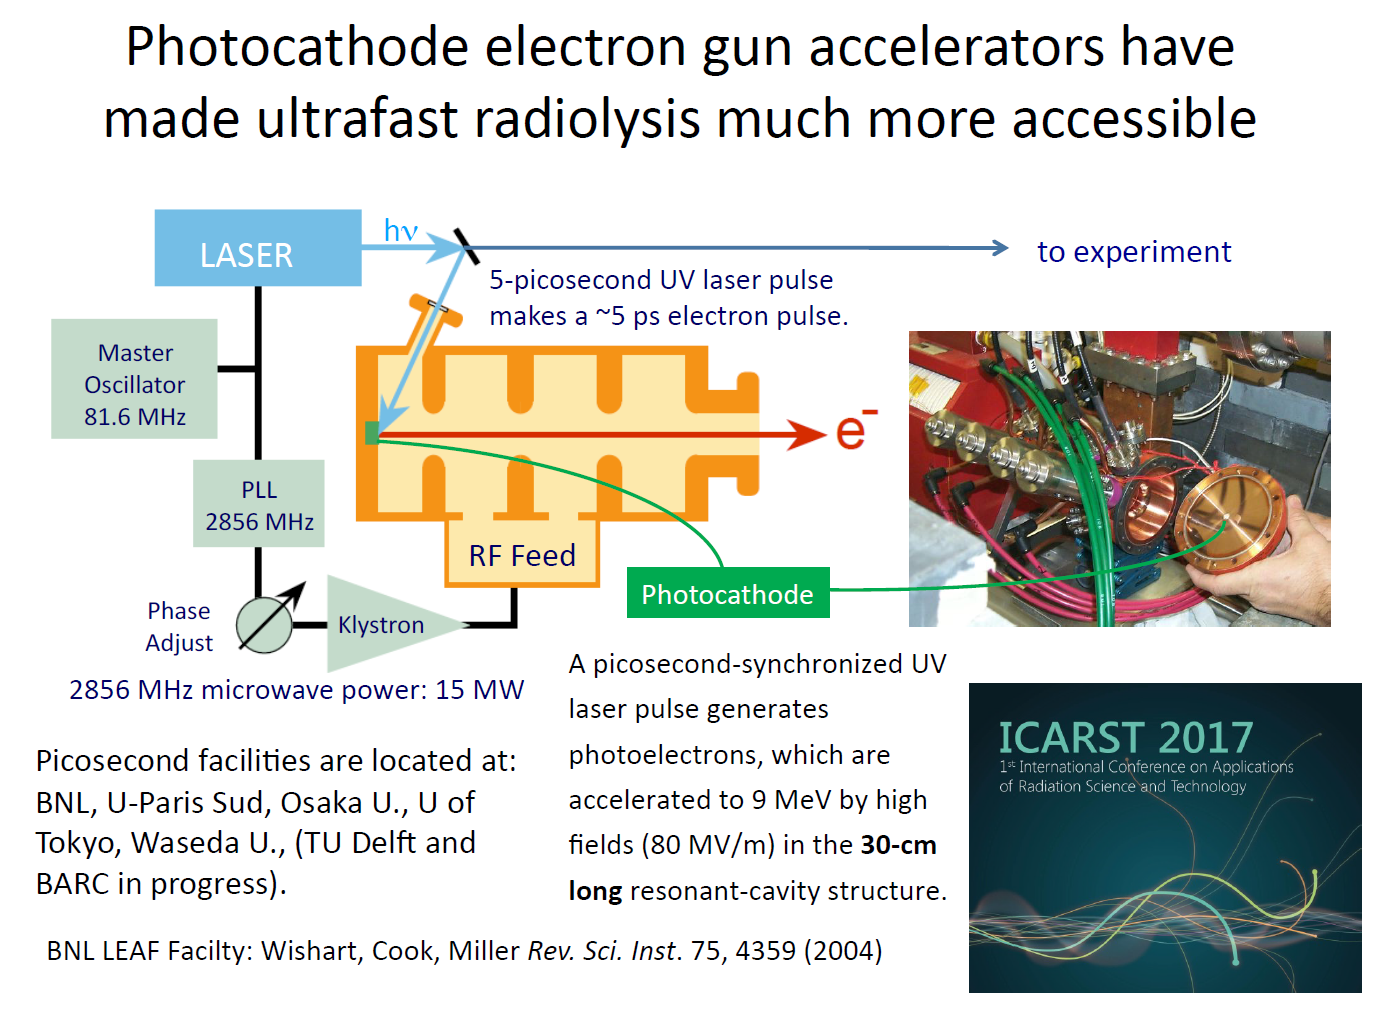 Photocathode electron gun accelerators have
made ultrafast radiolysis much more accessible
LASER
hν
to experiment
5-picosecond UV laser pulse
makes a ~5 ps electron pulse.
Master
Oscillator
81.6 MHz
e-
PLL
2856 MHz
RF Feed
Photocathode
Phase
Adjust
Klystron
2856 MHz microwave power: 15 MW
A picosecond-synchronized UV
laser pulse generates
photoelectrons, which are
accelerated to 9 MeV by high
fields (80 MV/m) in the 30-cm
long resonant-cavity structure.
Picosecond facilities are located at:
BNL, U-Paris Sud, Osaka U., U of
Tokyo, Waseda U., (TU Delft and
BARC in progress).
ICARST 2017
1st International Conference on Applications
of Radiation Science and Technology
BNL LEAF Facilty: Wishart, Cook, Miller Rev. Sci. Inst. 75, 4359 (2004)